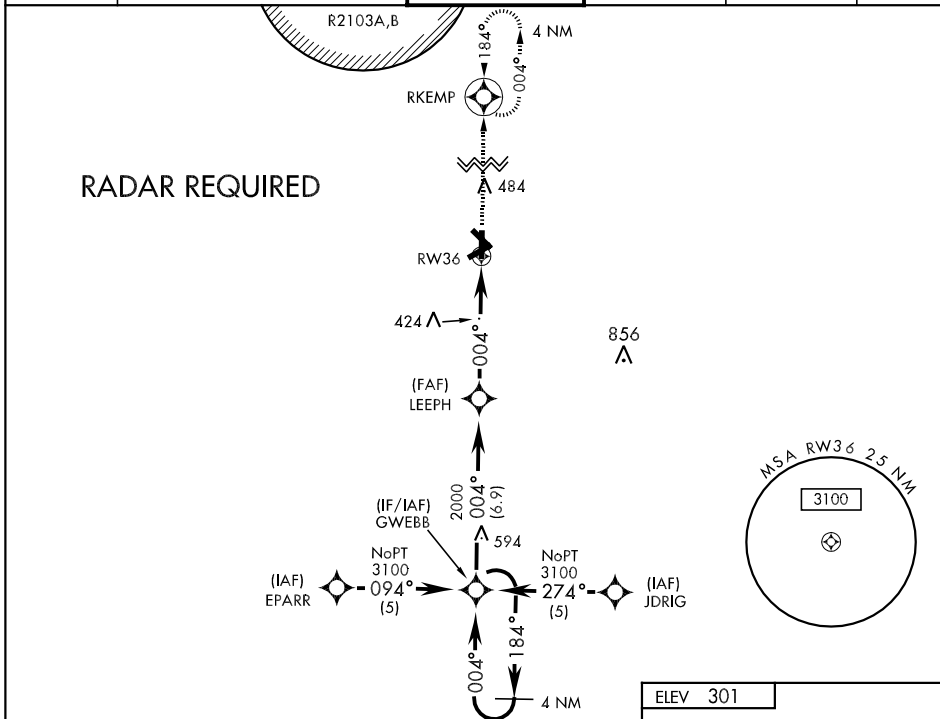 R2103A,B
184°
004°
4 NM
RKEMP
RADAR REQUIRED
484
RW36
424
004°
856
(FAF)
LEEPH
MSA RW36 25 NM
3100
2000
004°
(6.9)
(IF/IAF)
GWEBB
594
NoPT
3100
094°
(5)
(IAF)
EPARR
NoPT
3100
274°
(5)
(IAF)
JDRIG
004°
184°
4 NM
ELEV 301